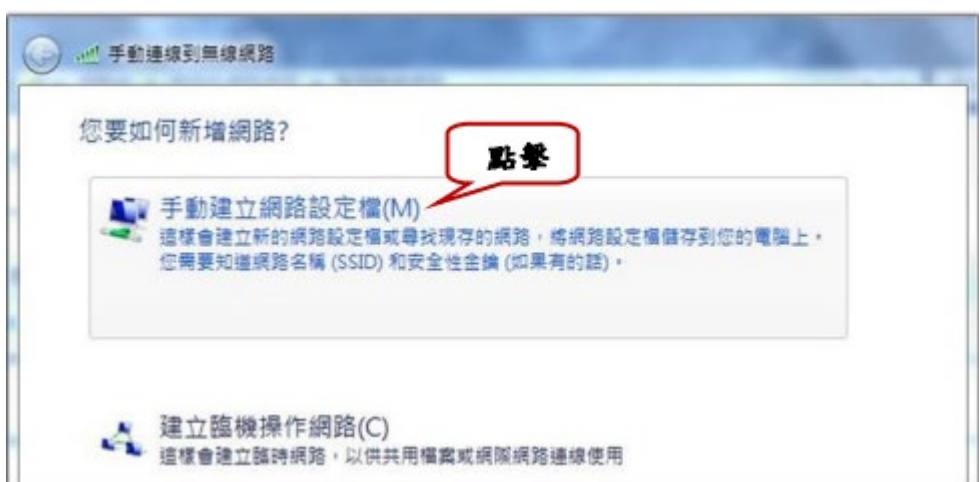 手動連線到無線網路
您要如何新增網路?
點擊
手動建立網路設定檔(M)
這樣會建立新的網路設定檔或尋找現存的網路，將網路設定檔儲存到您的電腦上。
您需要知道網路名稱 (SSID) 和安全性金鑰 (如果有的話)。
建立臨機操作網路(C)
這樣會建立臨時網路，以供共用檔案或網際網路連線使用